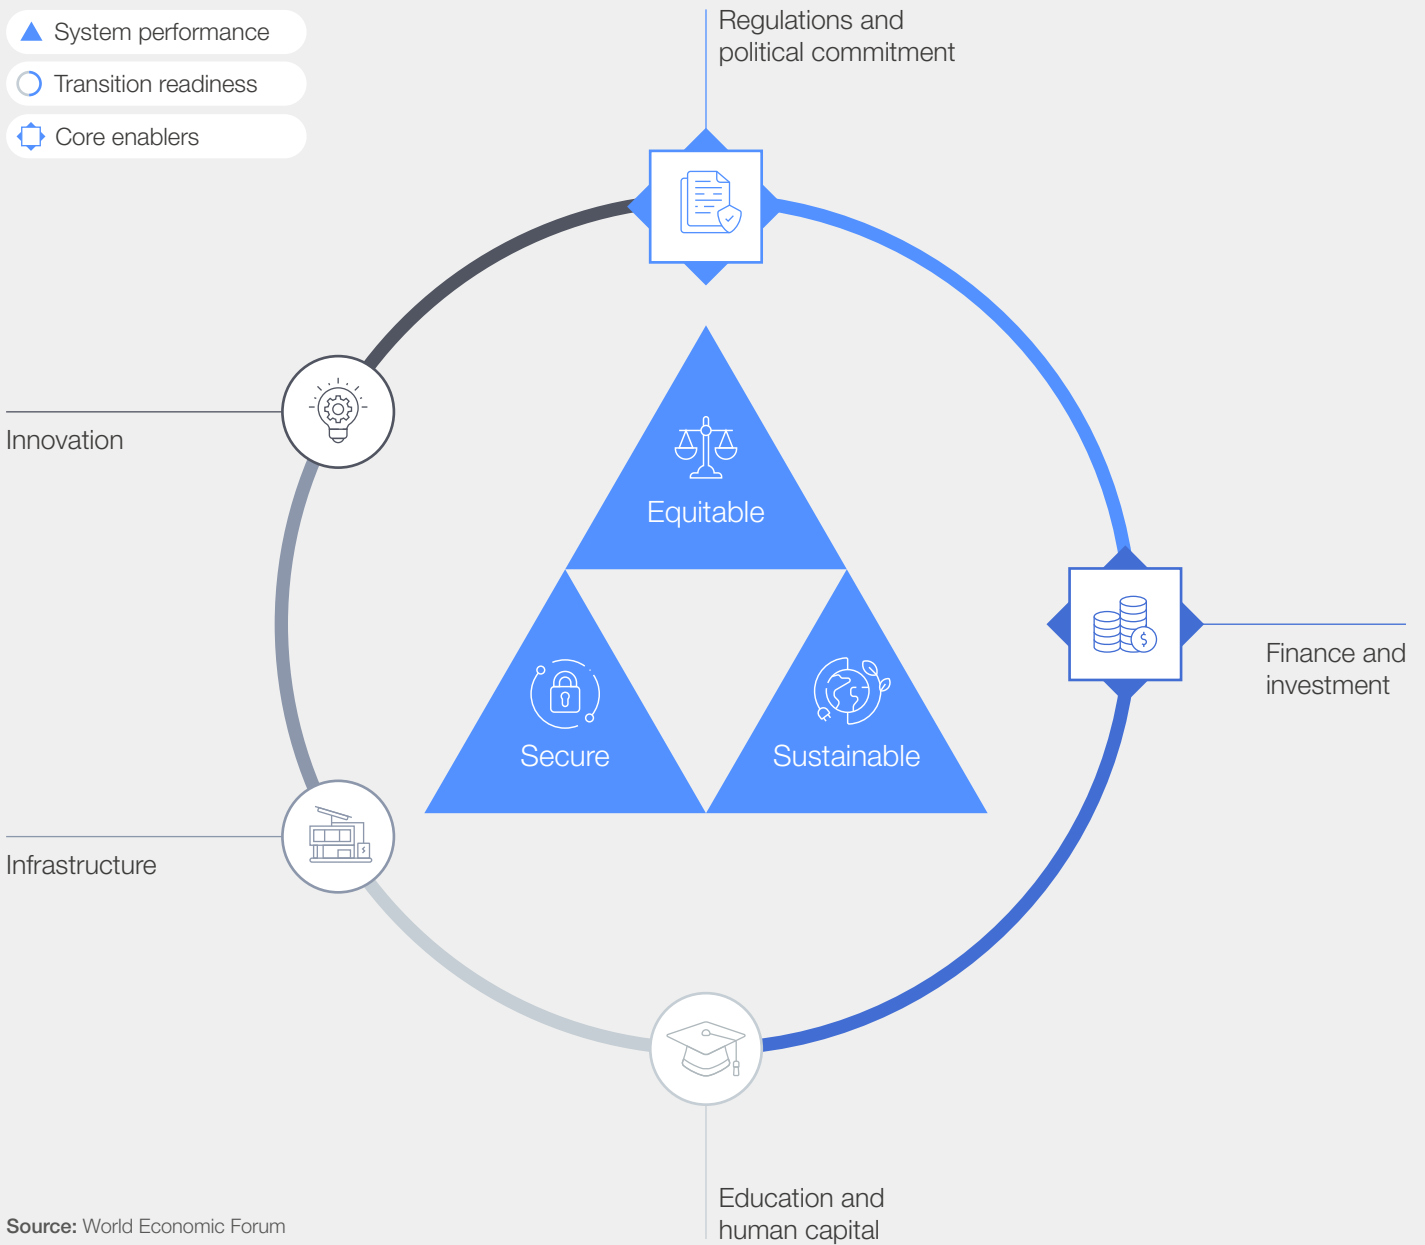 System performance
Transition readiness
Core enablers
Regulations and
political commitment
Innovation
Equitable
Finance and
investment
Secure
Sustainable
Infrastructure
Education and
human capital
Source: World Economic Forum